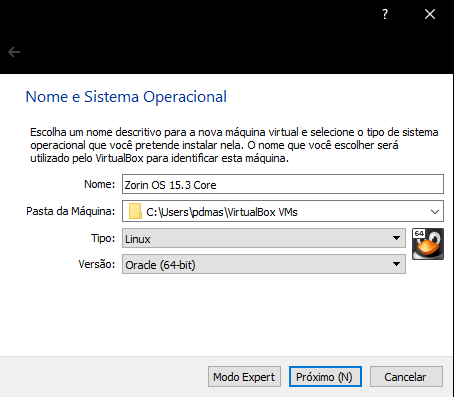 ?
Nome e Sistema Operacional
Escolha um nome descritivo para a nova máquina virtual e selecione o tipo de sistema
operacional que você pretende instalar nela. O nome que você escolher será
utilizado pelo VirtualBox para identificar esta máquina.
Nome: Zorin OS 15.3 Core
Pasta da Máquina: C:\Users\pdmas\VirtualBox VMs
Tipo: Linux
64
Versão: Oracle (64-bit)
Modo Expert Próximo (N) Cancelar